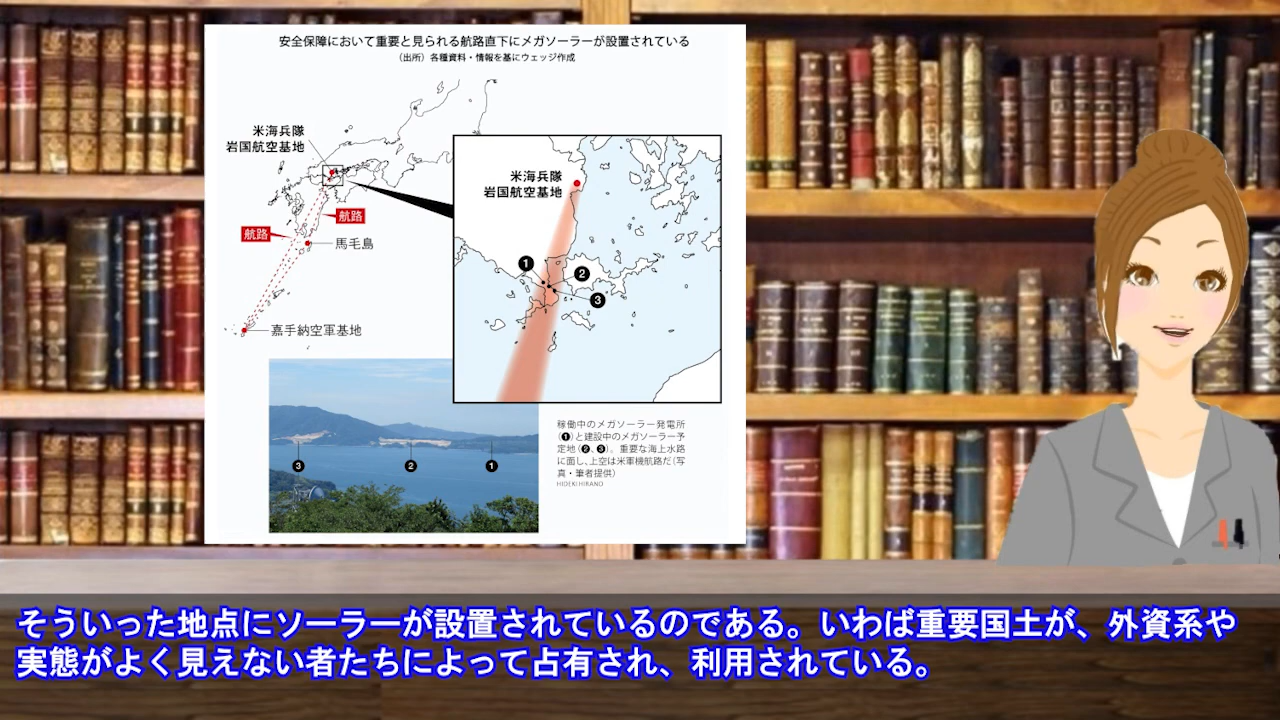 安全保障において重要と見られる航路直下にメガソーラーが設置されている
(出所)各種資料・情報を基にウェッジ作成
米海兵隊
岩国航空基地
航路
航路
馬毛島
嘉手納空軍基地
米海兵隊
岩国航空基地
❶
❷
❸
❸
❷
❶
稼働中のメガソーラー発電所
(❶)と建設中のメガソーラー予
定地(❷、❸)。重要な海上水路
に面し、上空は米軍機航路だ(写
真・筆者提供)
HIDEKI HIRANO
そういった地点にソーラーが設置されているのである。いわば重要国土が、外資系や
実態がよく見えない者たちによって占有され、利用されている。